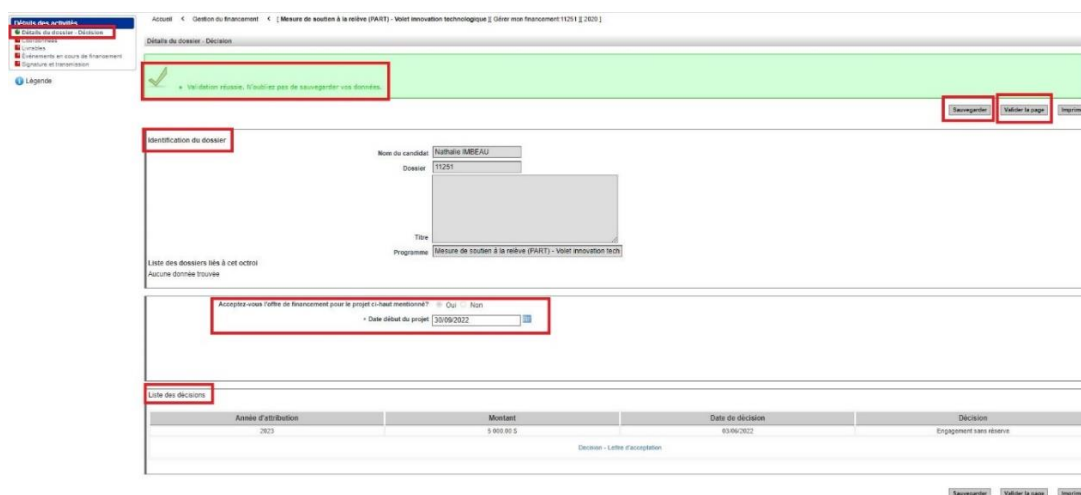 Détails des activités
Détails du dossier - Décision
Coordonnées
Livrables
Événements en cours de financement
Signature et transmission
Légende
Accueil < Gestion du financement < [ Mesure de soutien à la relève (PART) - Volet innovation technologique ][ Gérer mon financement:11251 ][ 2020 ]
Détails du dossier - Décision
Validation réussie. N'oubliez pas de sauvegarder vos données.
Sauvegarder Valider la page Imprime
Identification du dossier
Nom du candidat Nathalie IMBEAU
Dossier 11251
Titre
Programme Mesure de soutien à la relève (PART) - Volet innovation tech
Liste des dossiers liés à cet octroi
Aucune donnée trouvée
Acceptez-vous l'offre de financement pour le projet ci-haut mentionné? Oui Non
* Date début du projet 30/09/2022
Liste des décisions
Année d'attribution Montant Date de décision Décision
2023 5 000.00 $ 03/06/2022 Engagement sans réserve
Décision - Lettre d'acceptation
Sauvegarder Valider la page Imprime